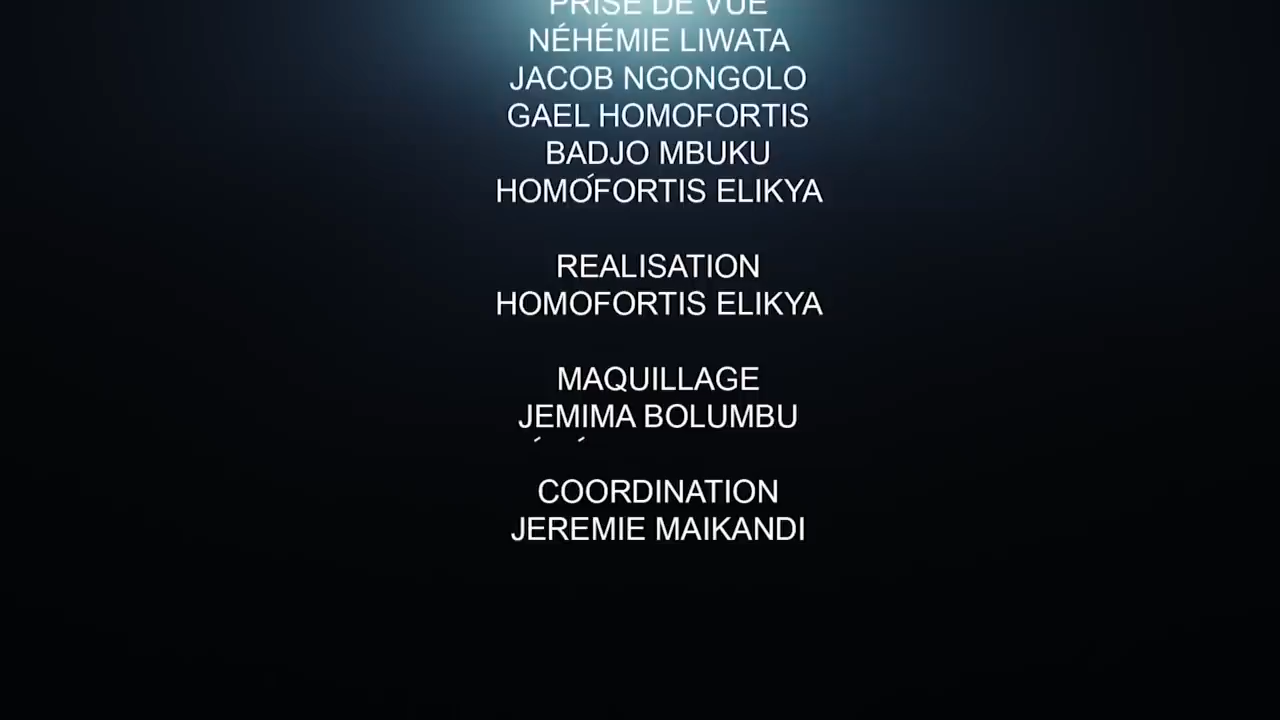 PRISE DE VUE
NÉHÉMIE LIWATA
JACOB NGONGOLO
GAEL HOMOFORTIS
BADJO MBUKU
HOMOFORTIS ELIKYA
REALISATION
HOMOFORTIS ELIKYA
MAQUILLAGE
JEMIMA BOLUMBU
COORDINATION
JEREMIE MAIKANDI